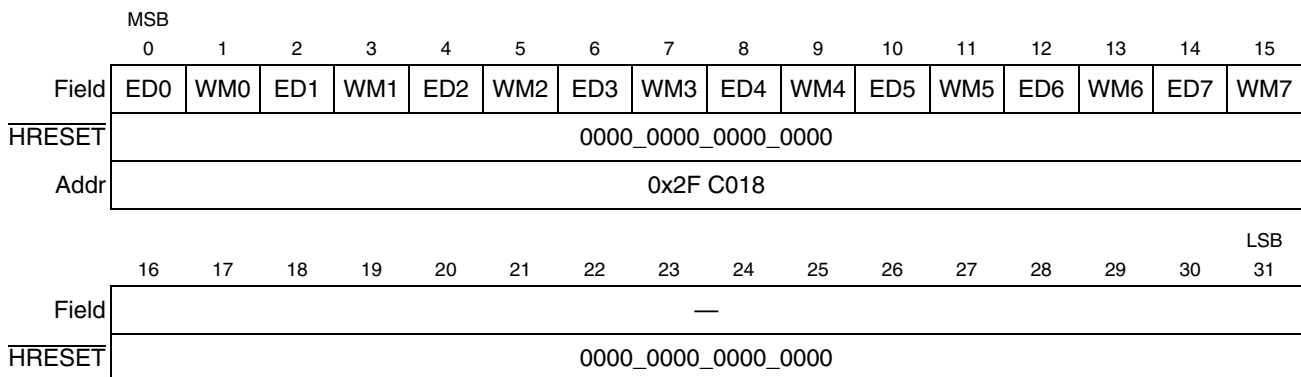 MSB
0 1 2 3 4 5 6 7 8 9 10 11 12 13 14 15
Field ED0 WM0 ED1 WM1 ED2 WM2 ED3 WM3 ED4 WM4 ED5 WM5 ED6 WM6 ED7 WM7
HRESET 0000_0000_0000_0000
Addr 0x2F C018
LSB
16 17 18 19 20 21 22 23 24 25 26 27 28 29 30 31
Field —
HRESET 0000_0000_0000_0000